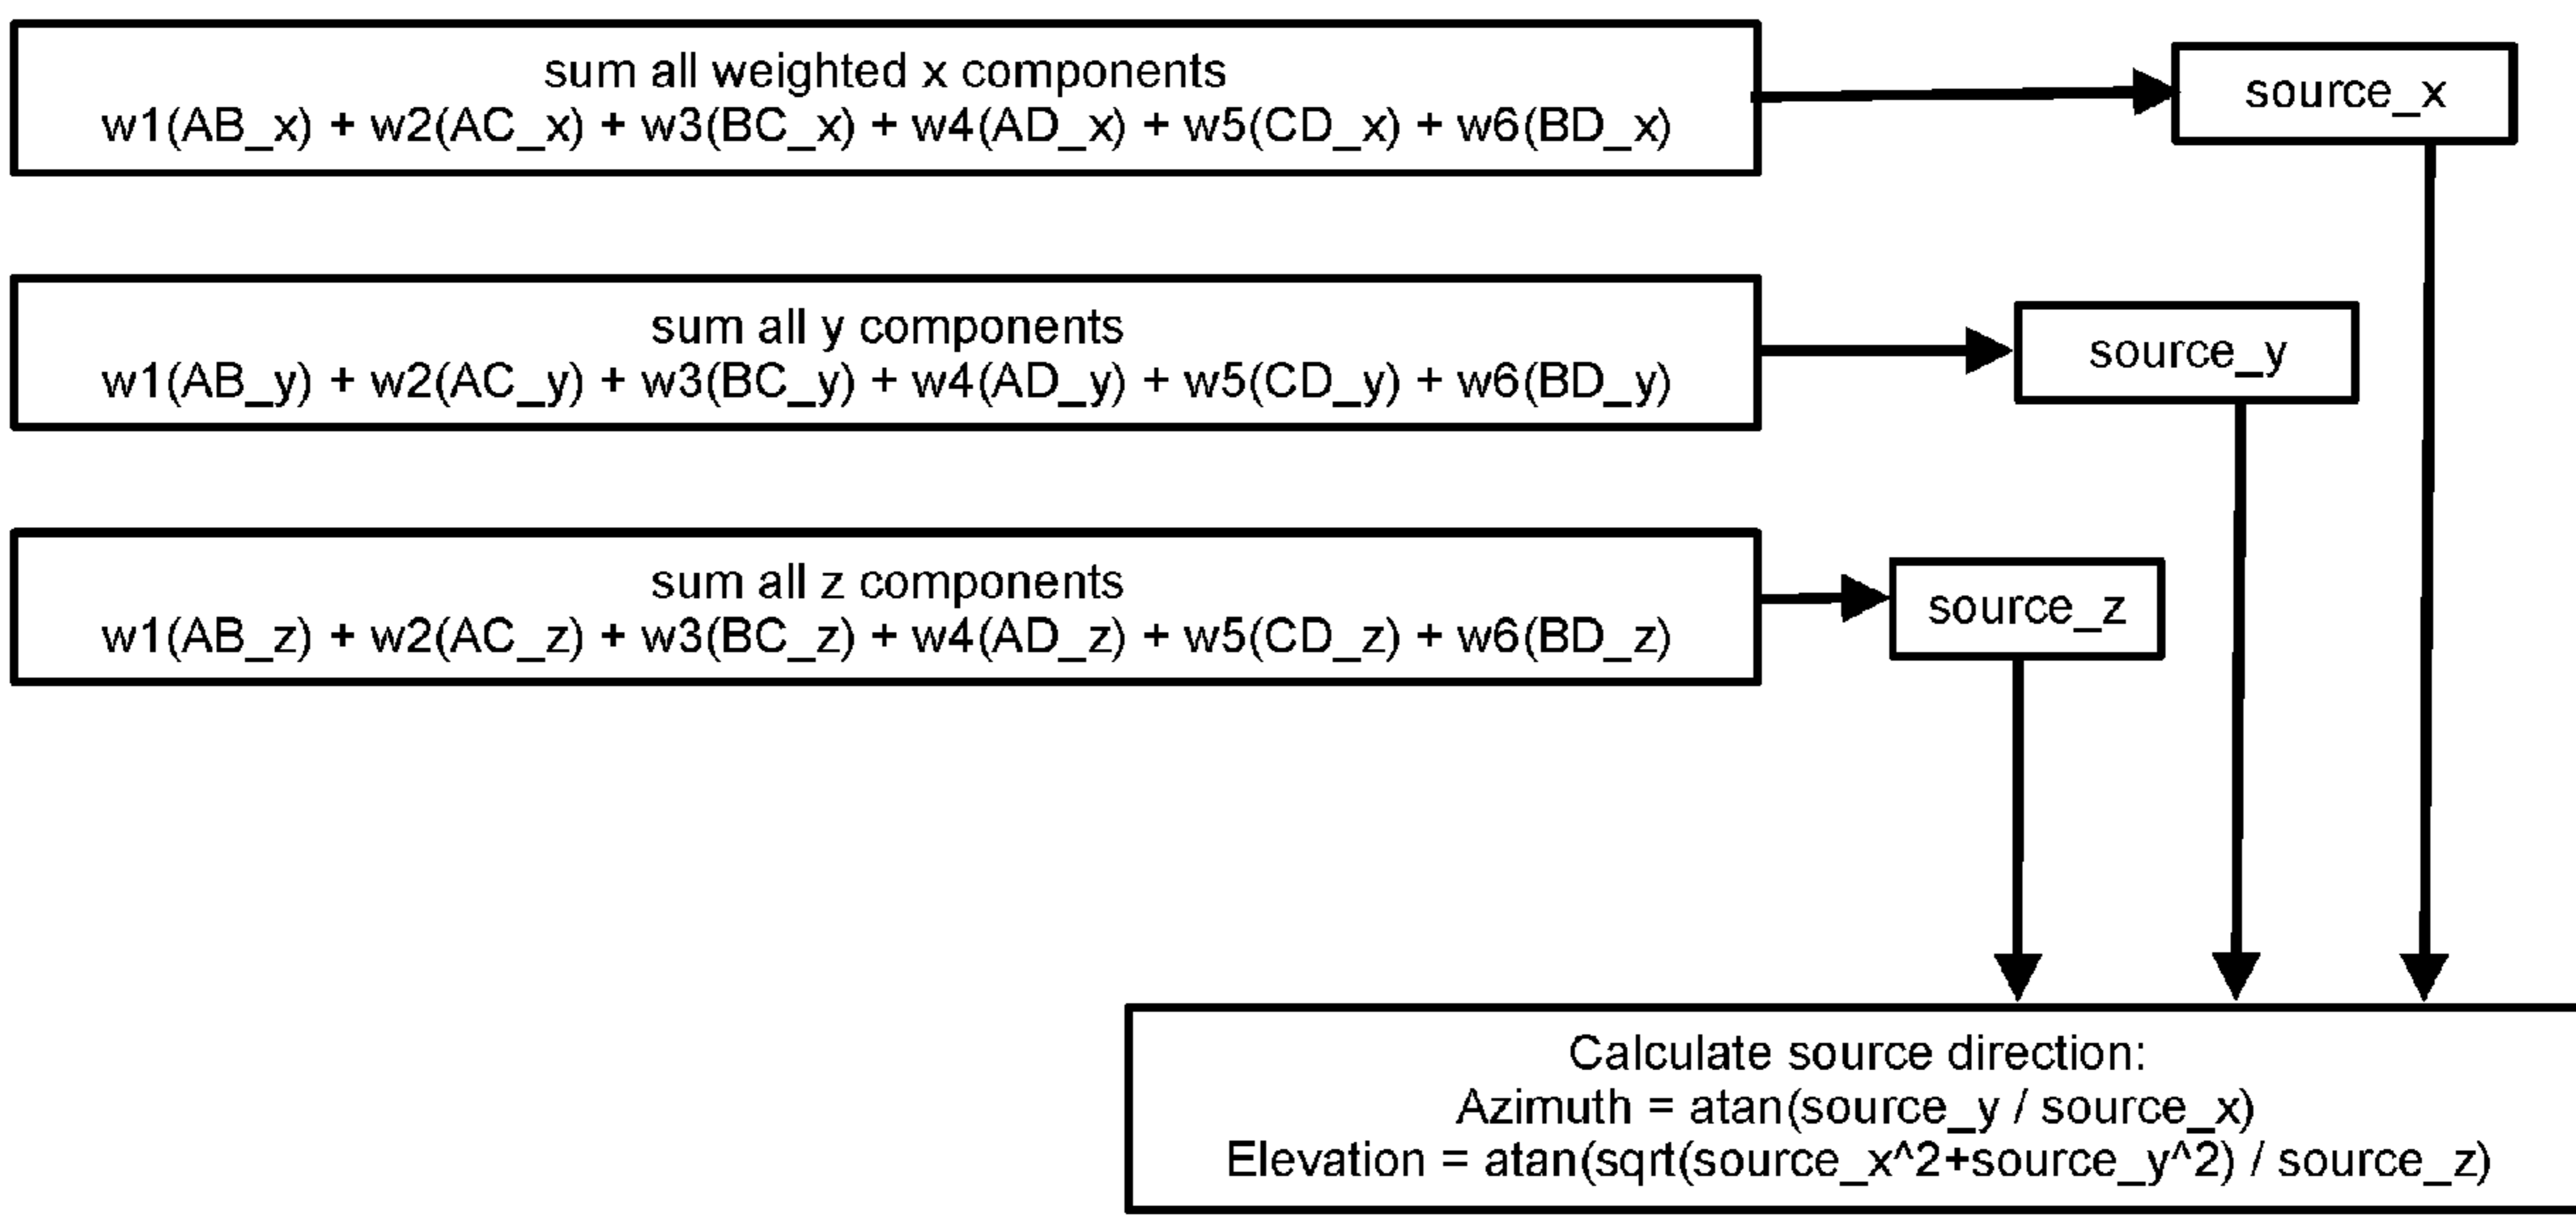 sum all weighted x components
w1(AB_x) + w2(AC_x) + w3(BC_x) + w4(AD_x) + w5(CD_x) + w6(BD_x)
source_x
sum all y components
w1(AB_y) + w2(AC_y) + w3(BC_y) + w4(AD_y) + w5(CD_y) + w6(BD_y)
source_y
sum all z components
w1(AB_z) + w2(AC_z) + w3(BC_z) + w4(AD_z) + w5(CD_z) + w6(BD_z)
source_z
Calculate source direction:
Azimuth = atan(source_y / source_x)
Elevation = atan(sqrt(source_x^2+source_y^2) / source_z)